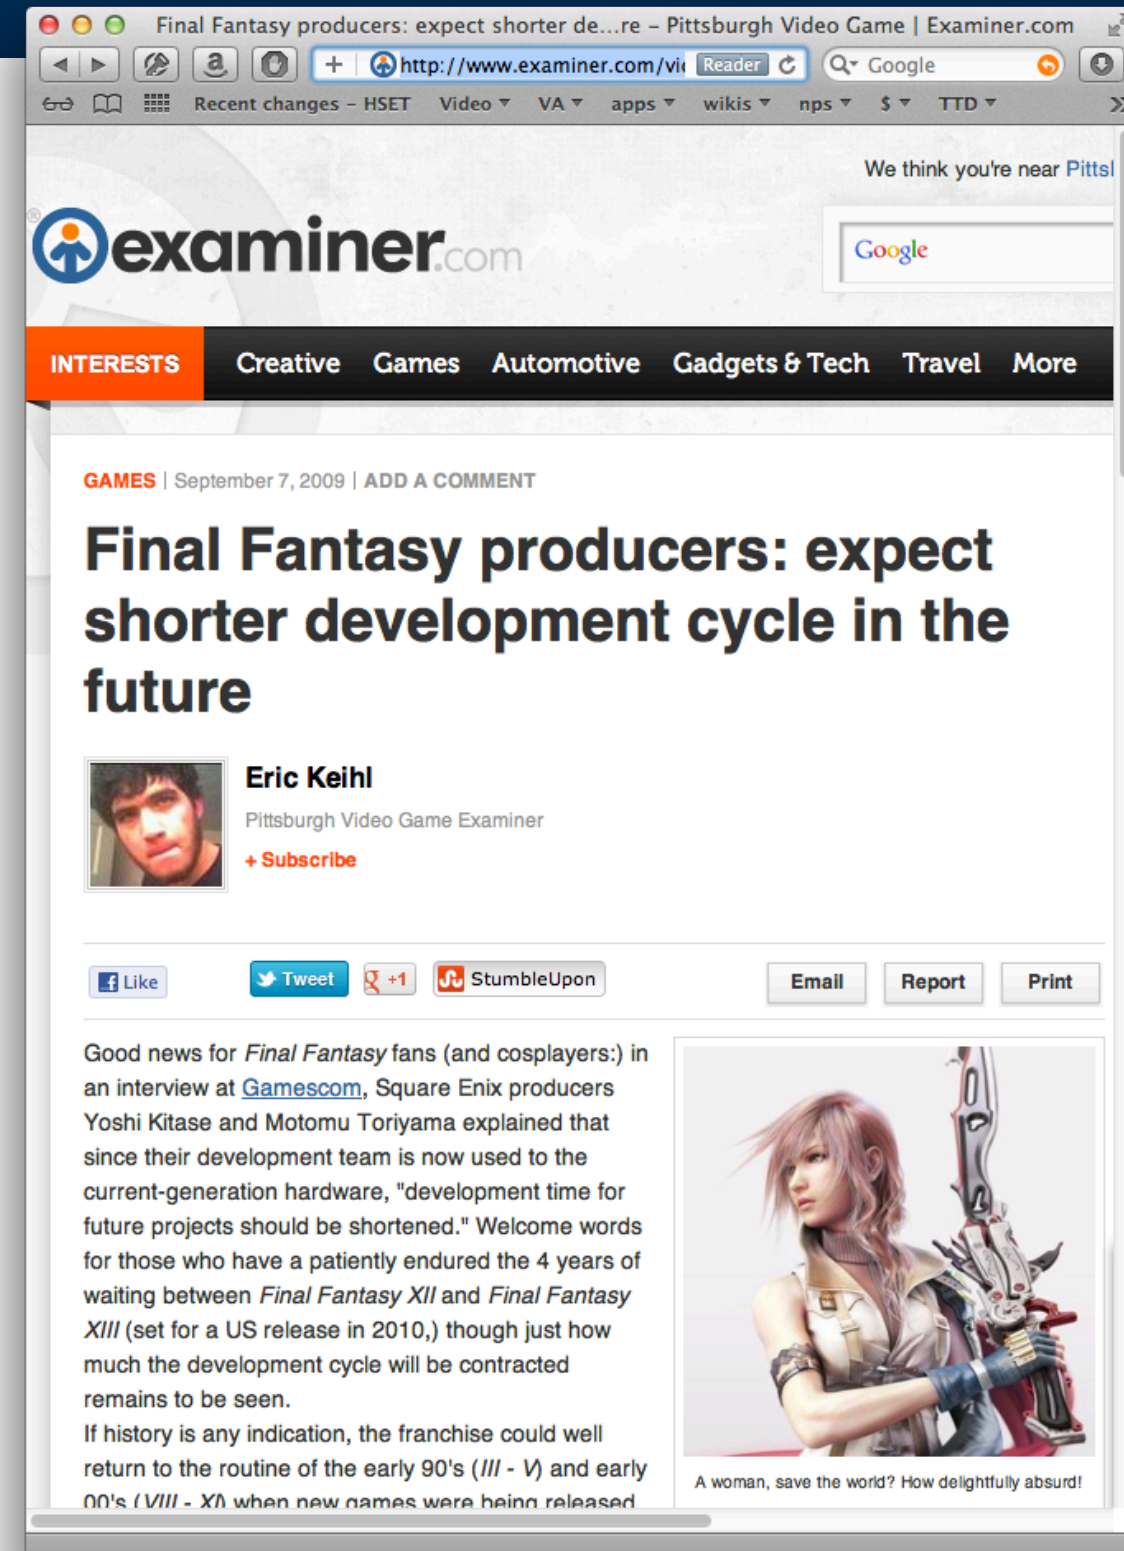 Final Fantasy producers: expect shorter de...re – Pittsburgh Video Game | Examiner.com
http://www.examiner.com/vi Reader Google
Recent changes – HSET Video VA apps wikis nps $ TTD
We think you're near Pitts
examiner.com
Google
INTERESTS Creative Games Automotive Gadgets & Tech Travel More
GAMES | September 7, 2009 | ADD A COMMENT
Final Fantasy producers: expect
shorter development cycle in the
future
Eric Keihl
Pittsburgh Video Game Examiner
+ Subscribe
Like Tweet +1 StumbleUpon Email Report Print
Good news for Final Fantasy fans (and cosplayers:) in
an interview at Gamescom, Square Enix producers
Yoshi Kitase and Motomu Toriyama explained that
since their development team is now used to the
current-generation hardware, "development time for
future projects should be shortened." Welcome words
for those who have a patiently endured the 4 years of
waiting between Final Fantasy XII and Final Fantasy
XIII (set for a US release in 2010,) though just how
much the development cycle will be contracted
remains to be seen.
If history is any indication, the franchise could well
return to the routine of the early 90's (III - V) and early
00's (VIII - XI) when new games were being released
A woman, save the world? How delightfully absurd!